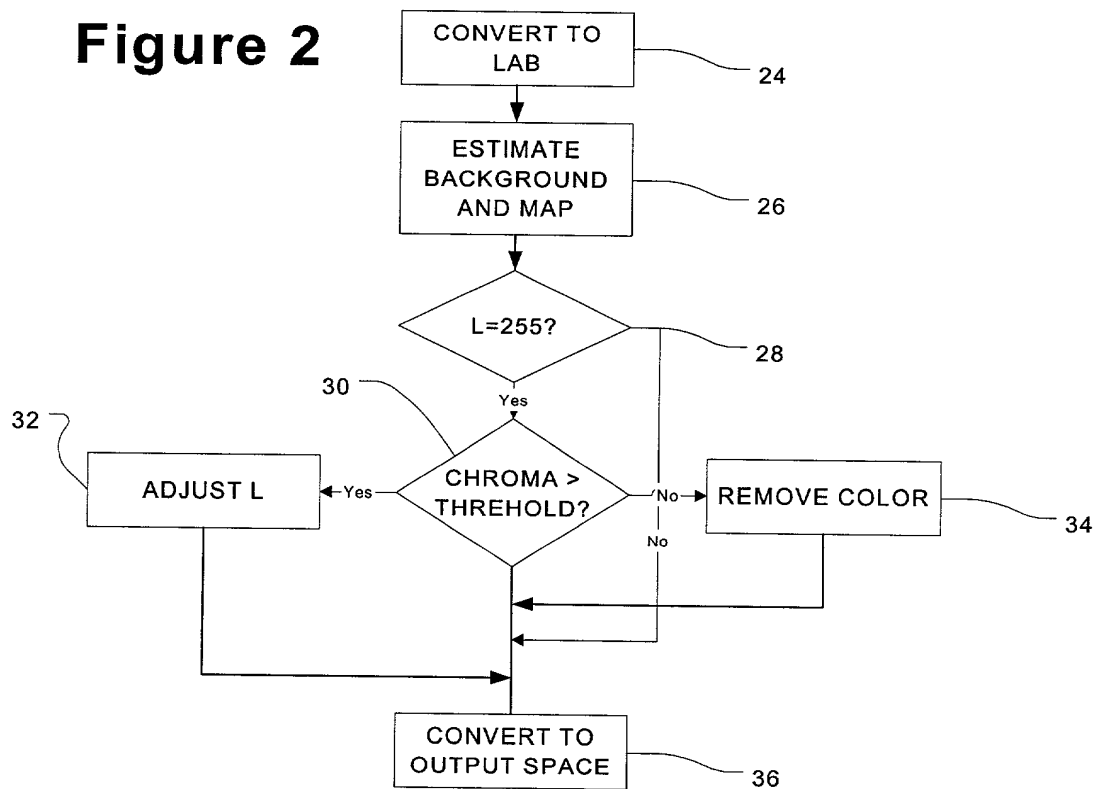 Figure 2
CONVERT TO
LAB
24
ESTIMATE
BACKGROUND
AND MAP
26
L=255?
28
30
Yes
32
ADJUST L
Yes
CHROMA >
THREHOLD?
No
REMOVE COLOR
34
No
CONVERT TO
OUTPUT SPACE
36